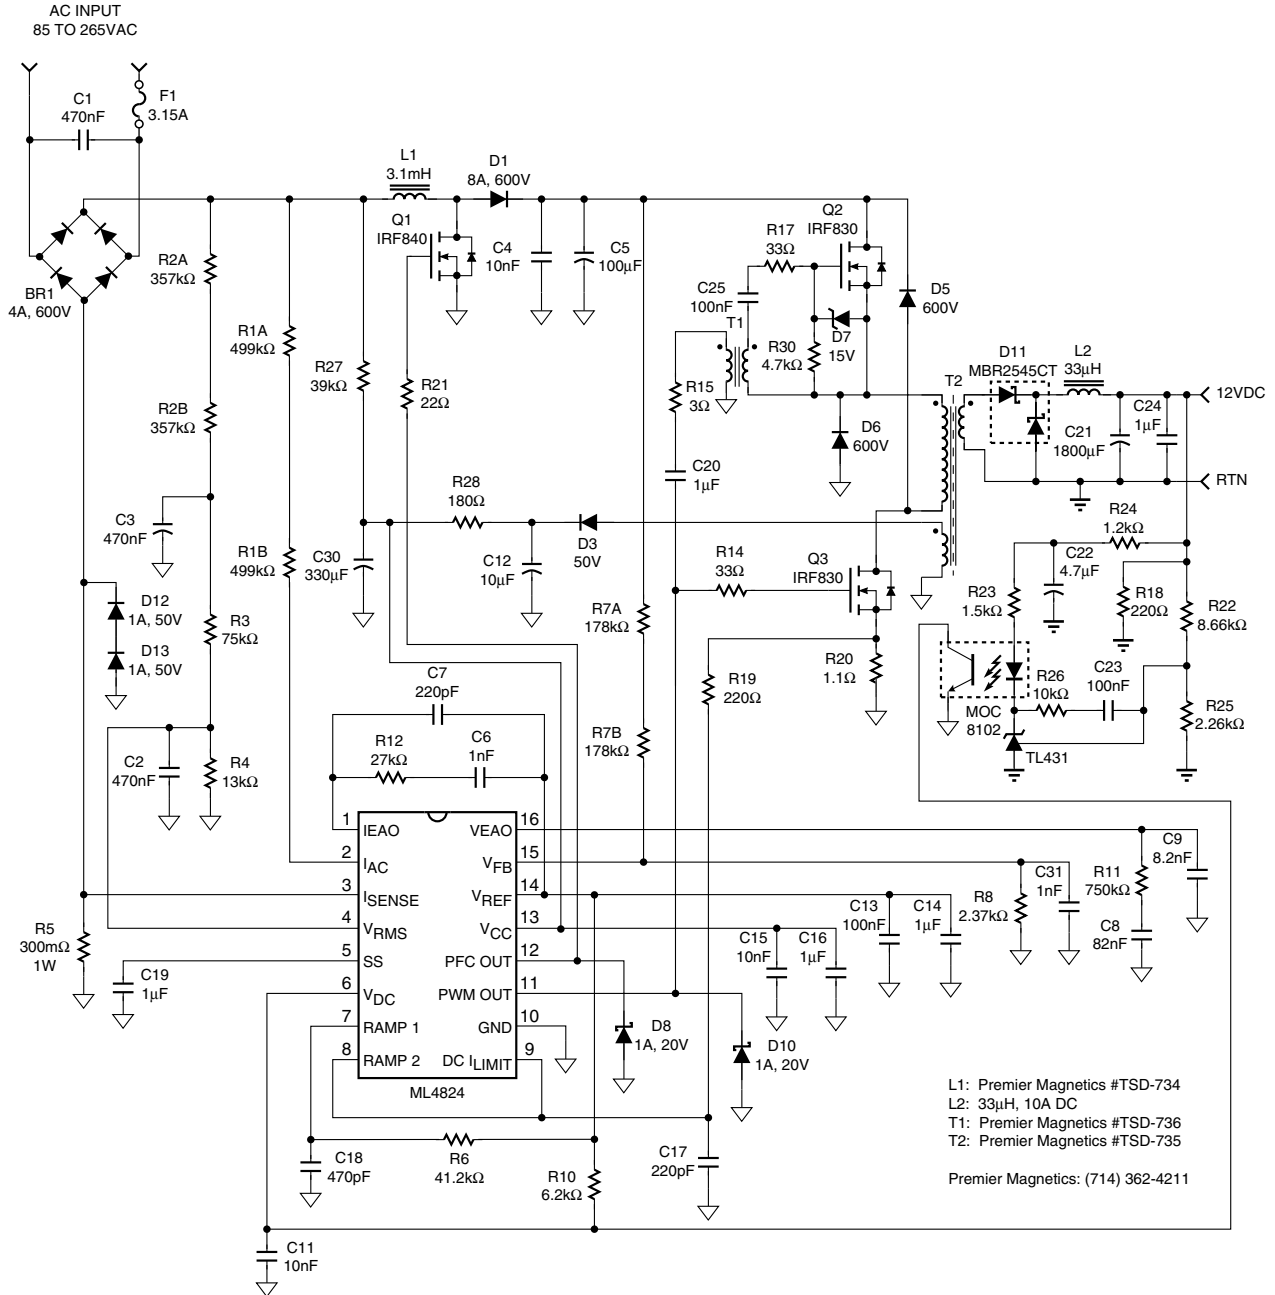 AC INPUT
85 TO 265VAC
C1
470nF
F1
3.15A
L1
3.1mH
D1
8A, 600V
Q1
IRF840
C4
10nF
C5
100µF
Q2
IRF830
R17
33Ω
C25
100nF
T1
D7
15V
R30
4.7kΩ
D5
600V
BR1
4A, 600V
R2A
357kΩ
R1A
499kΩ
R27
39kΩ
R21
22Ω
R15
3Ω
D6
600V
T2
D11
MBR2545CT
L2
33µH
C21
1800µF
C24
1µF
12VDC
RTN
R2B
357kΩ
C20
1µF
R28
180Ω
C3
470nF
R1B
499kΩ
C30
330µF
C12
10µF
D3
50V
R14
33Ω
Q3
IRF830
R24
1.2kΩ
C22
4.7µF
R23
1.5kΩ
R18
220Ω
R22
8.66kΩ
D12
1A, 50V
D13
1A, 50V
R3
75kΩ
R7A
178kΩ
R19
220Ω
R20
1.1Ω
MOC
8102
R26
10kΩ
C23
100nF
R25
2.26kΩ
TL431
C7
220pF
R12
27kΩ
C6
1nF
R7B
178kΩ
C2
470nF
R4
13kΩ
1 IEAO VEAO 16
2 IAC VFB 15
3 ISENSE VREF 14
4 VRMS VCC 13
5 SS PFC OUT 12
6 VDC PWM OUT 11
7 RAMP 1 GND 10
8 RAMP 2 DC ILIMIT 9
ML4824
R5
300mΩ
1W
C19
1µF
C9
8.2nF
R11
750kΩ
C8
82nF
C31
1nF
R8
2.37kΩ
C13
100nF
C14
1µF
C15
10nF
C16
1µF
D8
1A, 20V
D10
1A, 20V
C18
470pF
R6
41.2kΩ
R10
6.2kΩ
C17
220pF
C11
10nF
L1: Premier Magnetics #TSD-734
L2: 33µH, 10A DC
T1: Premier Magnetics #TSD-736
T2: Premier Magnetics #TSD-735
Premier Magnetics: (714) 362-4211